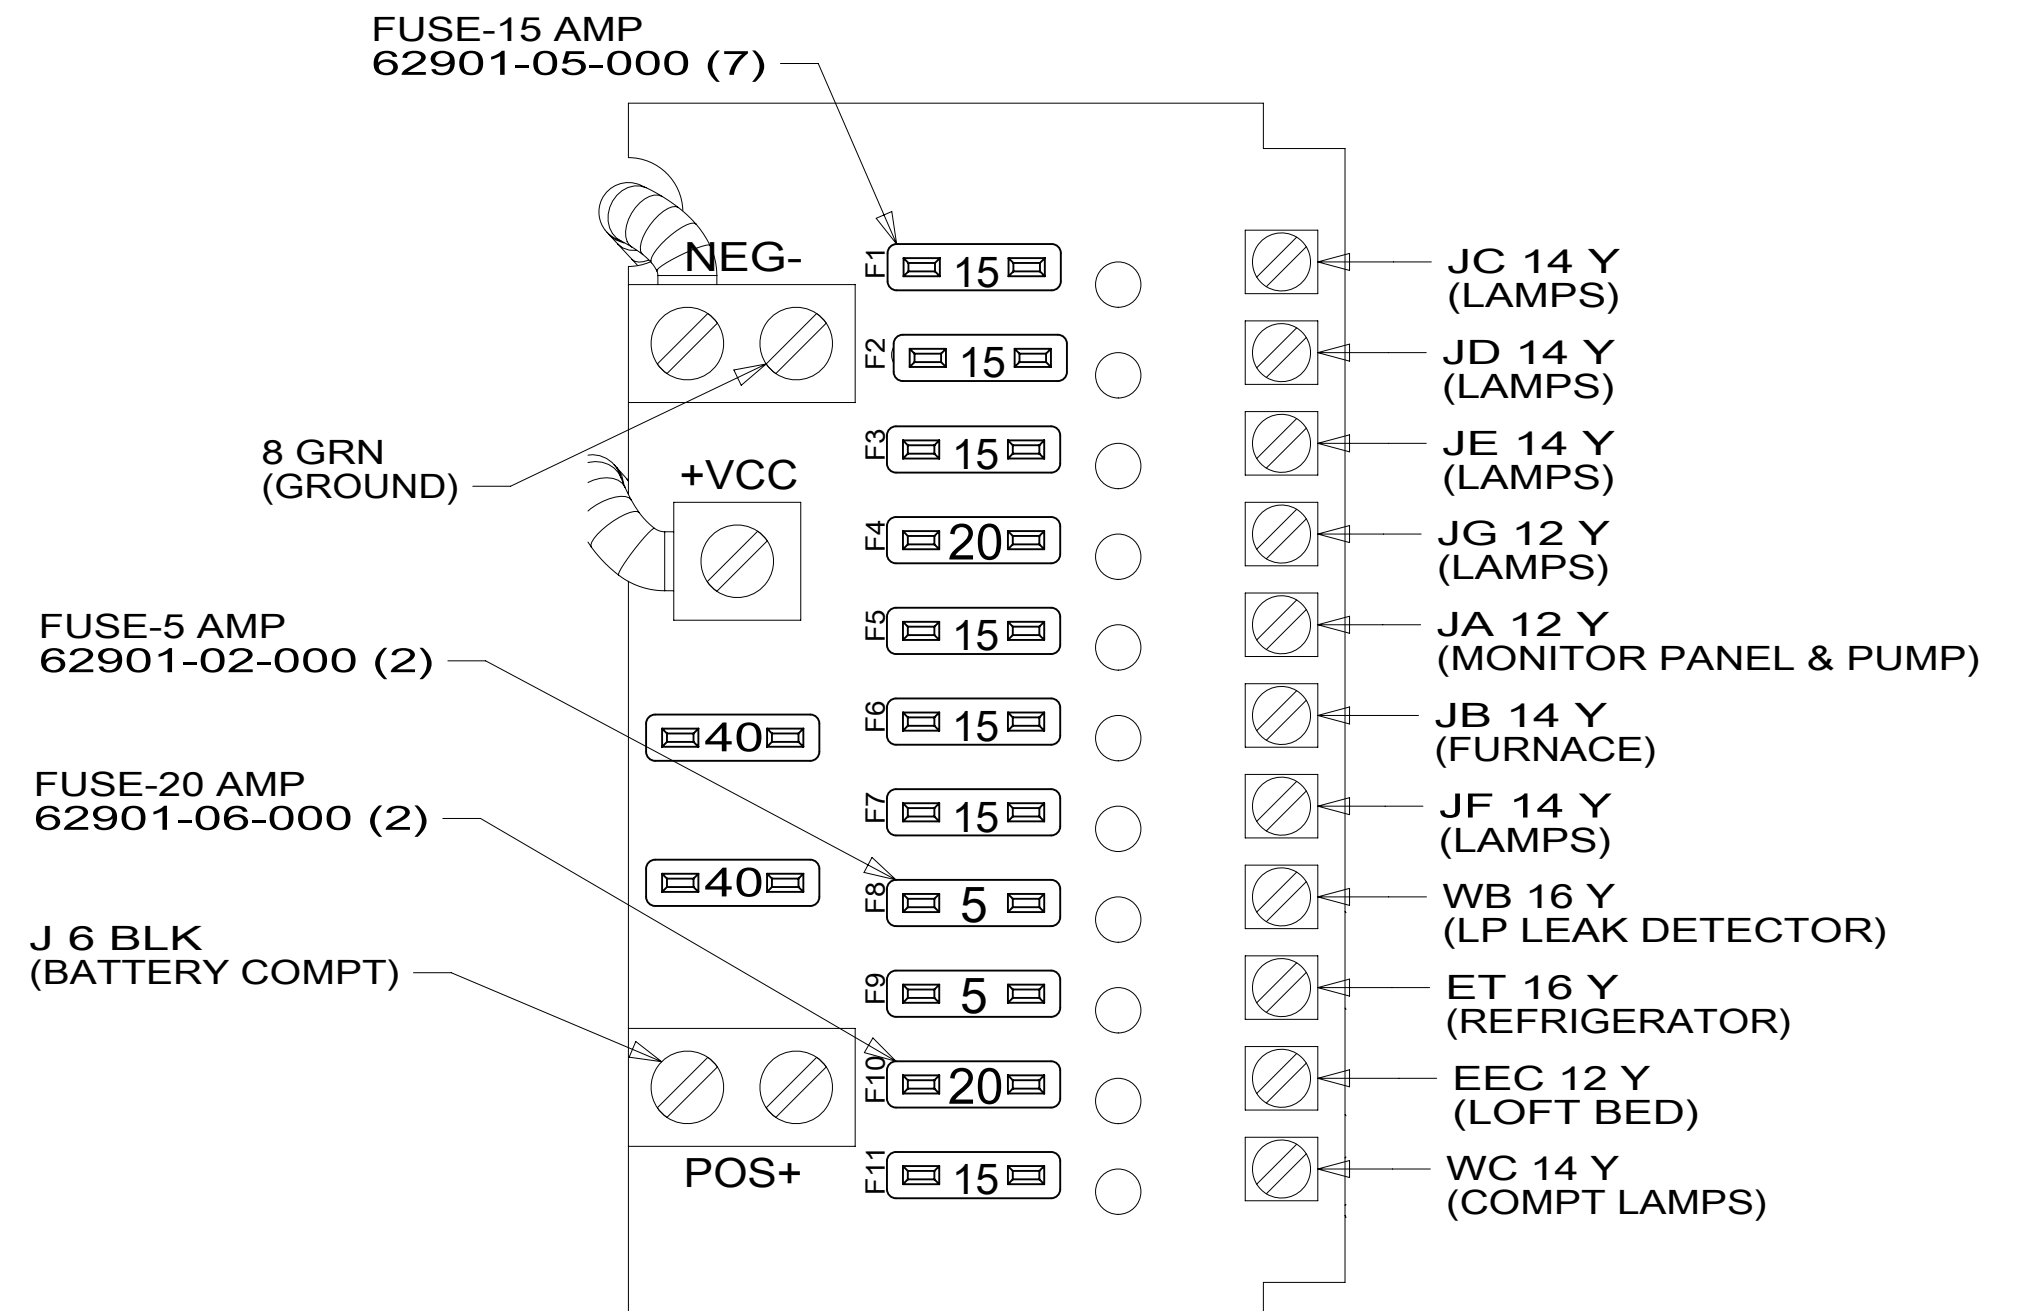 FUSE-15 AMP
62901-05-000 (7)
NEG-
8 GRN
(GROUND)
+VCC
FUSE-5 AMP
62901-02-000 (2)
40
FUSE-20 AMP
62901-06-000 (2)
40
J 6 BLK
(BATTERY COMPT)
POS+
F1 15
JC 14 Y
(LAMPS)
F2 15
JD 14 Y
(LAMPS)
F3 15
JE 14 Y
(LAMPS)
F4 20
JG 12 Y
(LAMPS)
F5 15
JA 12 Y
(MONITOR PANEL & PUMP)
F6 15
JB 14 Y
(FURNACE)
F7 15
JF 14 Y
(LAMPS)
F8 5
WB 16 Y
(LP LEAK DETECTOR)
F9 5
ET 16 Y
(REFRIGERATOR)
F10 20
EEC 12 Y
(LOFT BED)
F11 15
WC 14 Y
(COMPT LAMPS)